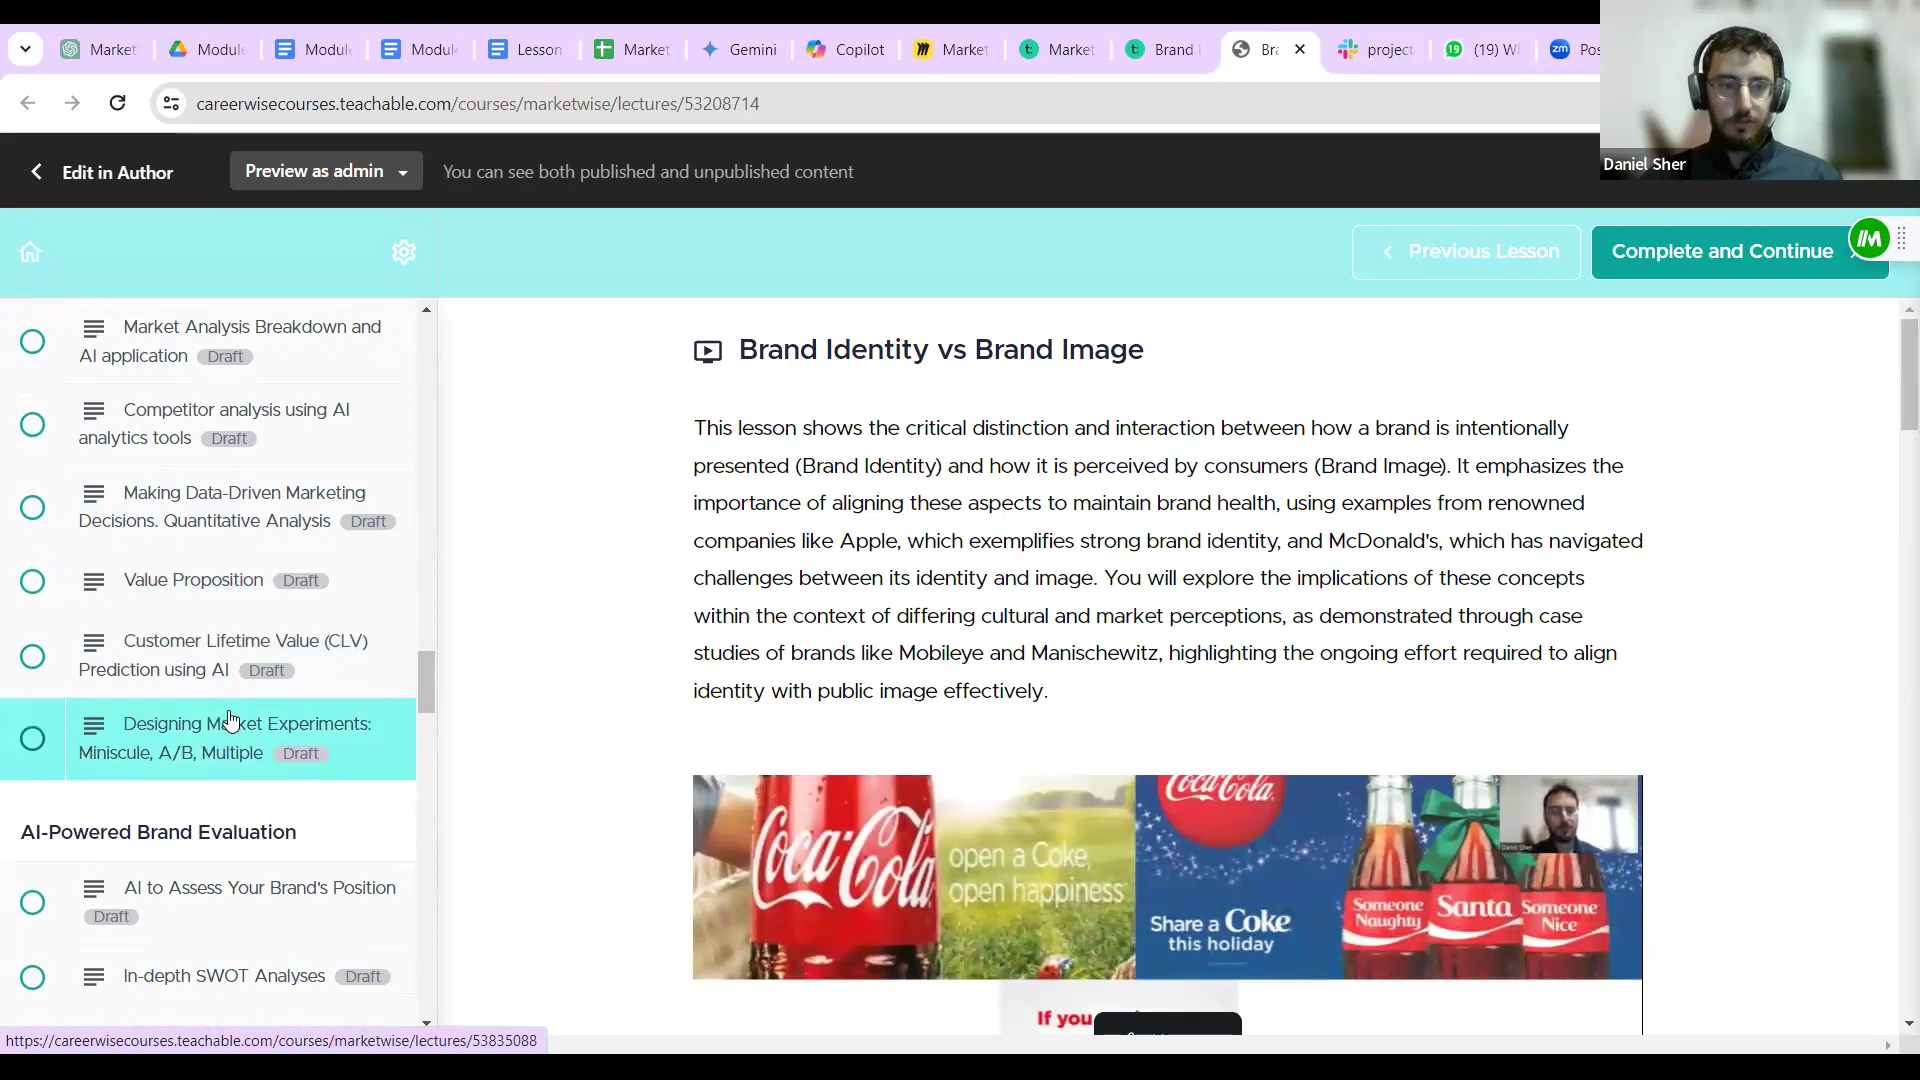 Market
Module
Module
Module
Lesson
Market
Gemini
Copilot
Market
Market
Brand
Bra
project
(19) W
Pos
careerwisecourses.teachable.com/courses/marketwise/lectures/53208714
Daniel Sher
Edit in Author
Preview as admin
You can see both published and unpublished content
Previous Lesson
Complete and Continue
Market Analysis Breakdown and
AI application Draft
Competitor analysis using AI
analytics tools Draft
Making Data-Driven Marketing
Decisions. Quantitative Analysis Draft
Value Proposition Draft
Customer Lifetime Value (CLV)
Prediction using AI Draft
Designing Market Experiments:
Miniscule, A/B, Multiple Draft
AI-Powered Brand Evaluation
AI to Assess Your Brand's Position
Draft
In-depth SWOT Analyses Draft
https://careerwisecourses.teachable.com/courses/marketwise/lectures/53835088
Brand Identity vs Brand Image
This lesson shows the critical distinction and interaction between how a brand is intentionally
presented (Brand Identity) and how it is perceived by consumers (Brand Image). It emphasizes the
importance of aligning these aspects to maintain brand health, using examples from renowned
companies like Apple, which exemplifies strong brand identity, and McDonald's, which has navigated
challenges between its identity and image. You will explore the implications of these concepts
within the context of differing cultural and market perceptions, as demonstrated through case
studies of brands like Mobileye and Manischewitz, highlighting the ongoing effort required to align
identity with public image effectively.
Coca-Cola
open a Coke,
open happiness
Coca-Cola
Share a Coke
this holiday
Someone
Naughty
Santa
Someone
Nice
If you